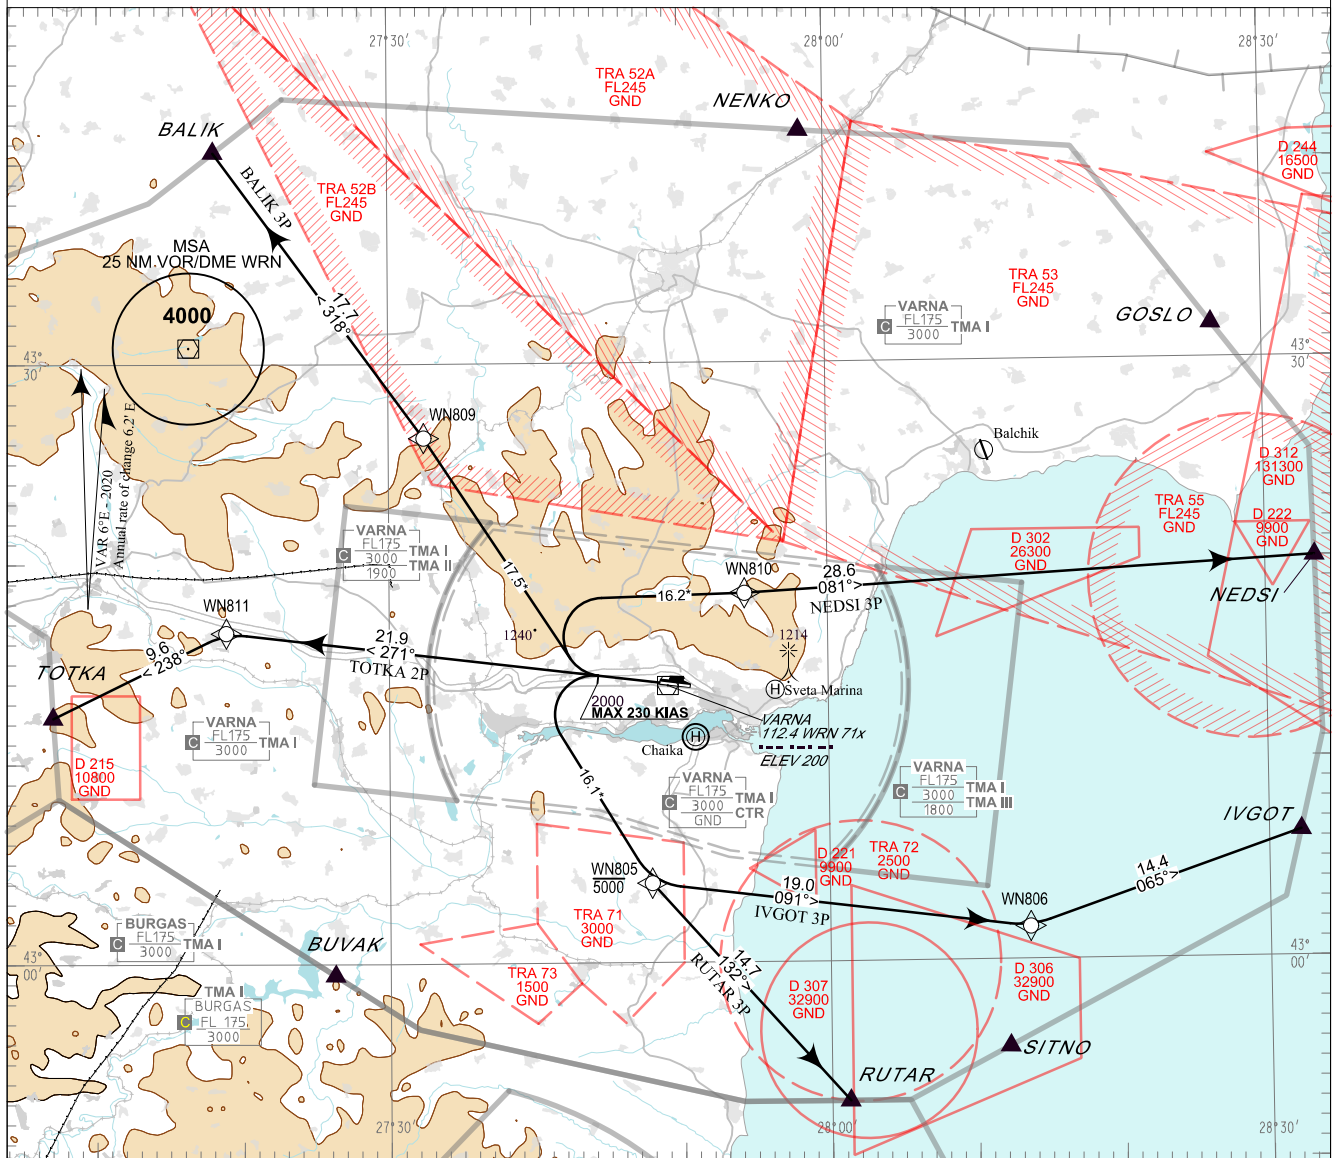 27°30'
28°00'
28°30'
TRA 52A
FL245
GND
NENKO
BALIK
D 244
16500
GND
BALIK 3P
TRA 52B
FL245
GND
MSA
25 NM VOR/DME WRN
4000
17.7
< 318°
TRA 53
FL245
GND
VARNA
FL175
C
3000
TMA I
GOSLO
43°
30'
43°
30'
WN809
VAR 6°E - 2020
Annual rate of change 6.2' E
Balchik
D 312
131300
GND
TRA 55
FL245
GND
D 222
9900
GND
VARNA
FL175
C
3000
1900
TMA I
TMA II
D 302
26300
GND
17.5*
WN810
16.2*
28.6
081°>
NEDSI 3P
NEDSI
WN811
1240*
1214
21.9
< 271°
TOTKA 2P
9.6
< 238°
TOTKA
H
Sveta Marina
2000
MAX 230 KIAS
VARNA
112.4 WRN 71x
ELEV 200
H
Chaika
VARNA
FL175
C
3000
TMA I
D 215
10800
GND
16.1*
VARNA
FL175
C
3000
GND
TMA I
CTR
VARNA
FL175
C
3000
1800
TMA I
TMA III
IVGOT
14.4
065°>
WN805
5000
D 221
9900
GND
TRA 72
2500
GND
19.0
091°>
IVGOT 3P
WN806
TRA 71
3000
GND
BURGAS
FL175
C
3000
TMA I
BUVAK
43°
00'
43°
00'
14.7
132°>
RUTAR 3P
TRA 73
1500
GND
D 307
32900
GND
D 306
32900
GND
TMA I
BURGAS
C
FL 175
3000
SITNO
RUTAR
27°30'
28°00'
28°30'